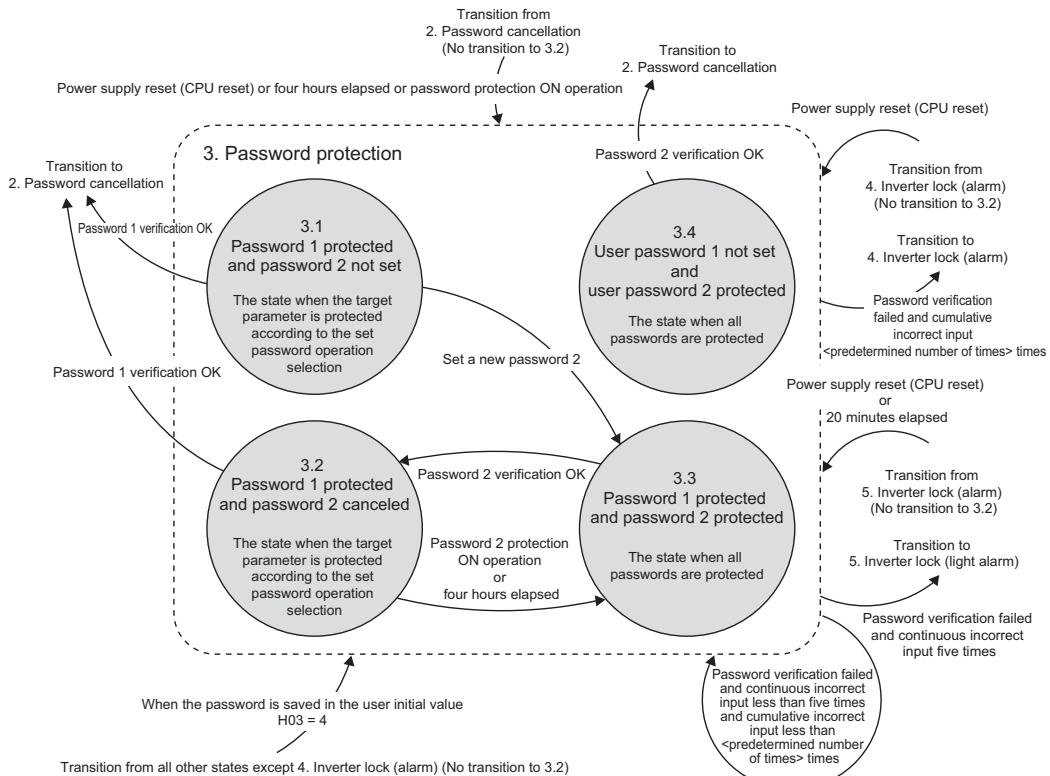 Transition from
2. Password cancellation
(No transition to 3.2)
Transition to
2. Password cancellation
Power supply reset (CPU reset) or four hours elapsed or password protection ON operation
Power supply reset (CPU reset)
3. Password protection
Password 2 verification OK
Transition to
2. Password cancellation
Transition from
4. Inverter lock (alarm)
(No transition to 3.2)
Password 1 verification OK
3.1
Password 1 protected
and password 2 not set
The state when the target
parameter is protected
according to the set
password operation
selection
3.4
User password 1 not set
and
user password 2 protected
The state when all
passwords are protected
Transition to
4. Inverter lock (alarm)
Password verification
failed and cumulative
incorrect input
<predetermined number of times> times
Password 1 verification OK
Set a new password 2
Power supply reset (CPU reset)
or
20 minutes elapsed
3.2
Password 1 protected
and password 2 canceled
The state when the target
parameter is protected
according to the set
password operation
selection
Password 2 verification OK
3.3
Password 1 protected
and password 2 protected
The state when all
passwords are protected
Password 2 protection
ON operation
or
four hours elapsed
Transition from
5. Inverter lock (alarm)
(No transition to 3.2)
Transition to
5. Inverter lock (light alarm)
Password verification failed
and continuous incorrect
input five times
Password verification failed
and continuous incorrect
input less than five times
and cumulative incorrect
input less than
<predetermined number
of times> times
When the password is saved in the user initial value
H03 = 4
Transition from all other states except 4. Inverter lock (alarm) (No transition to 3.2)